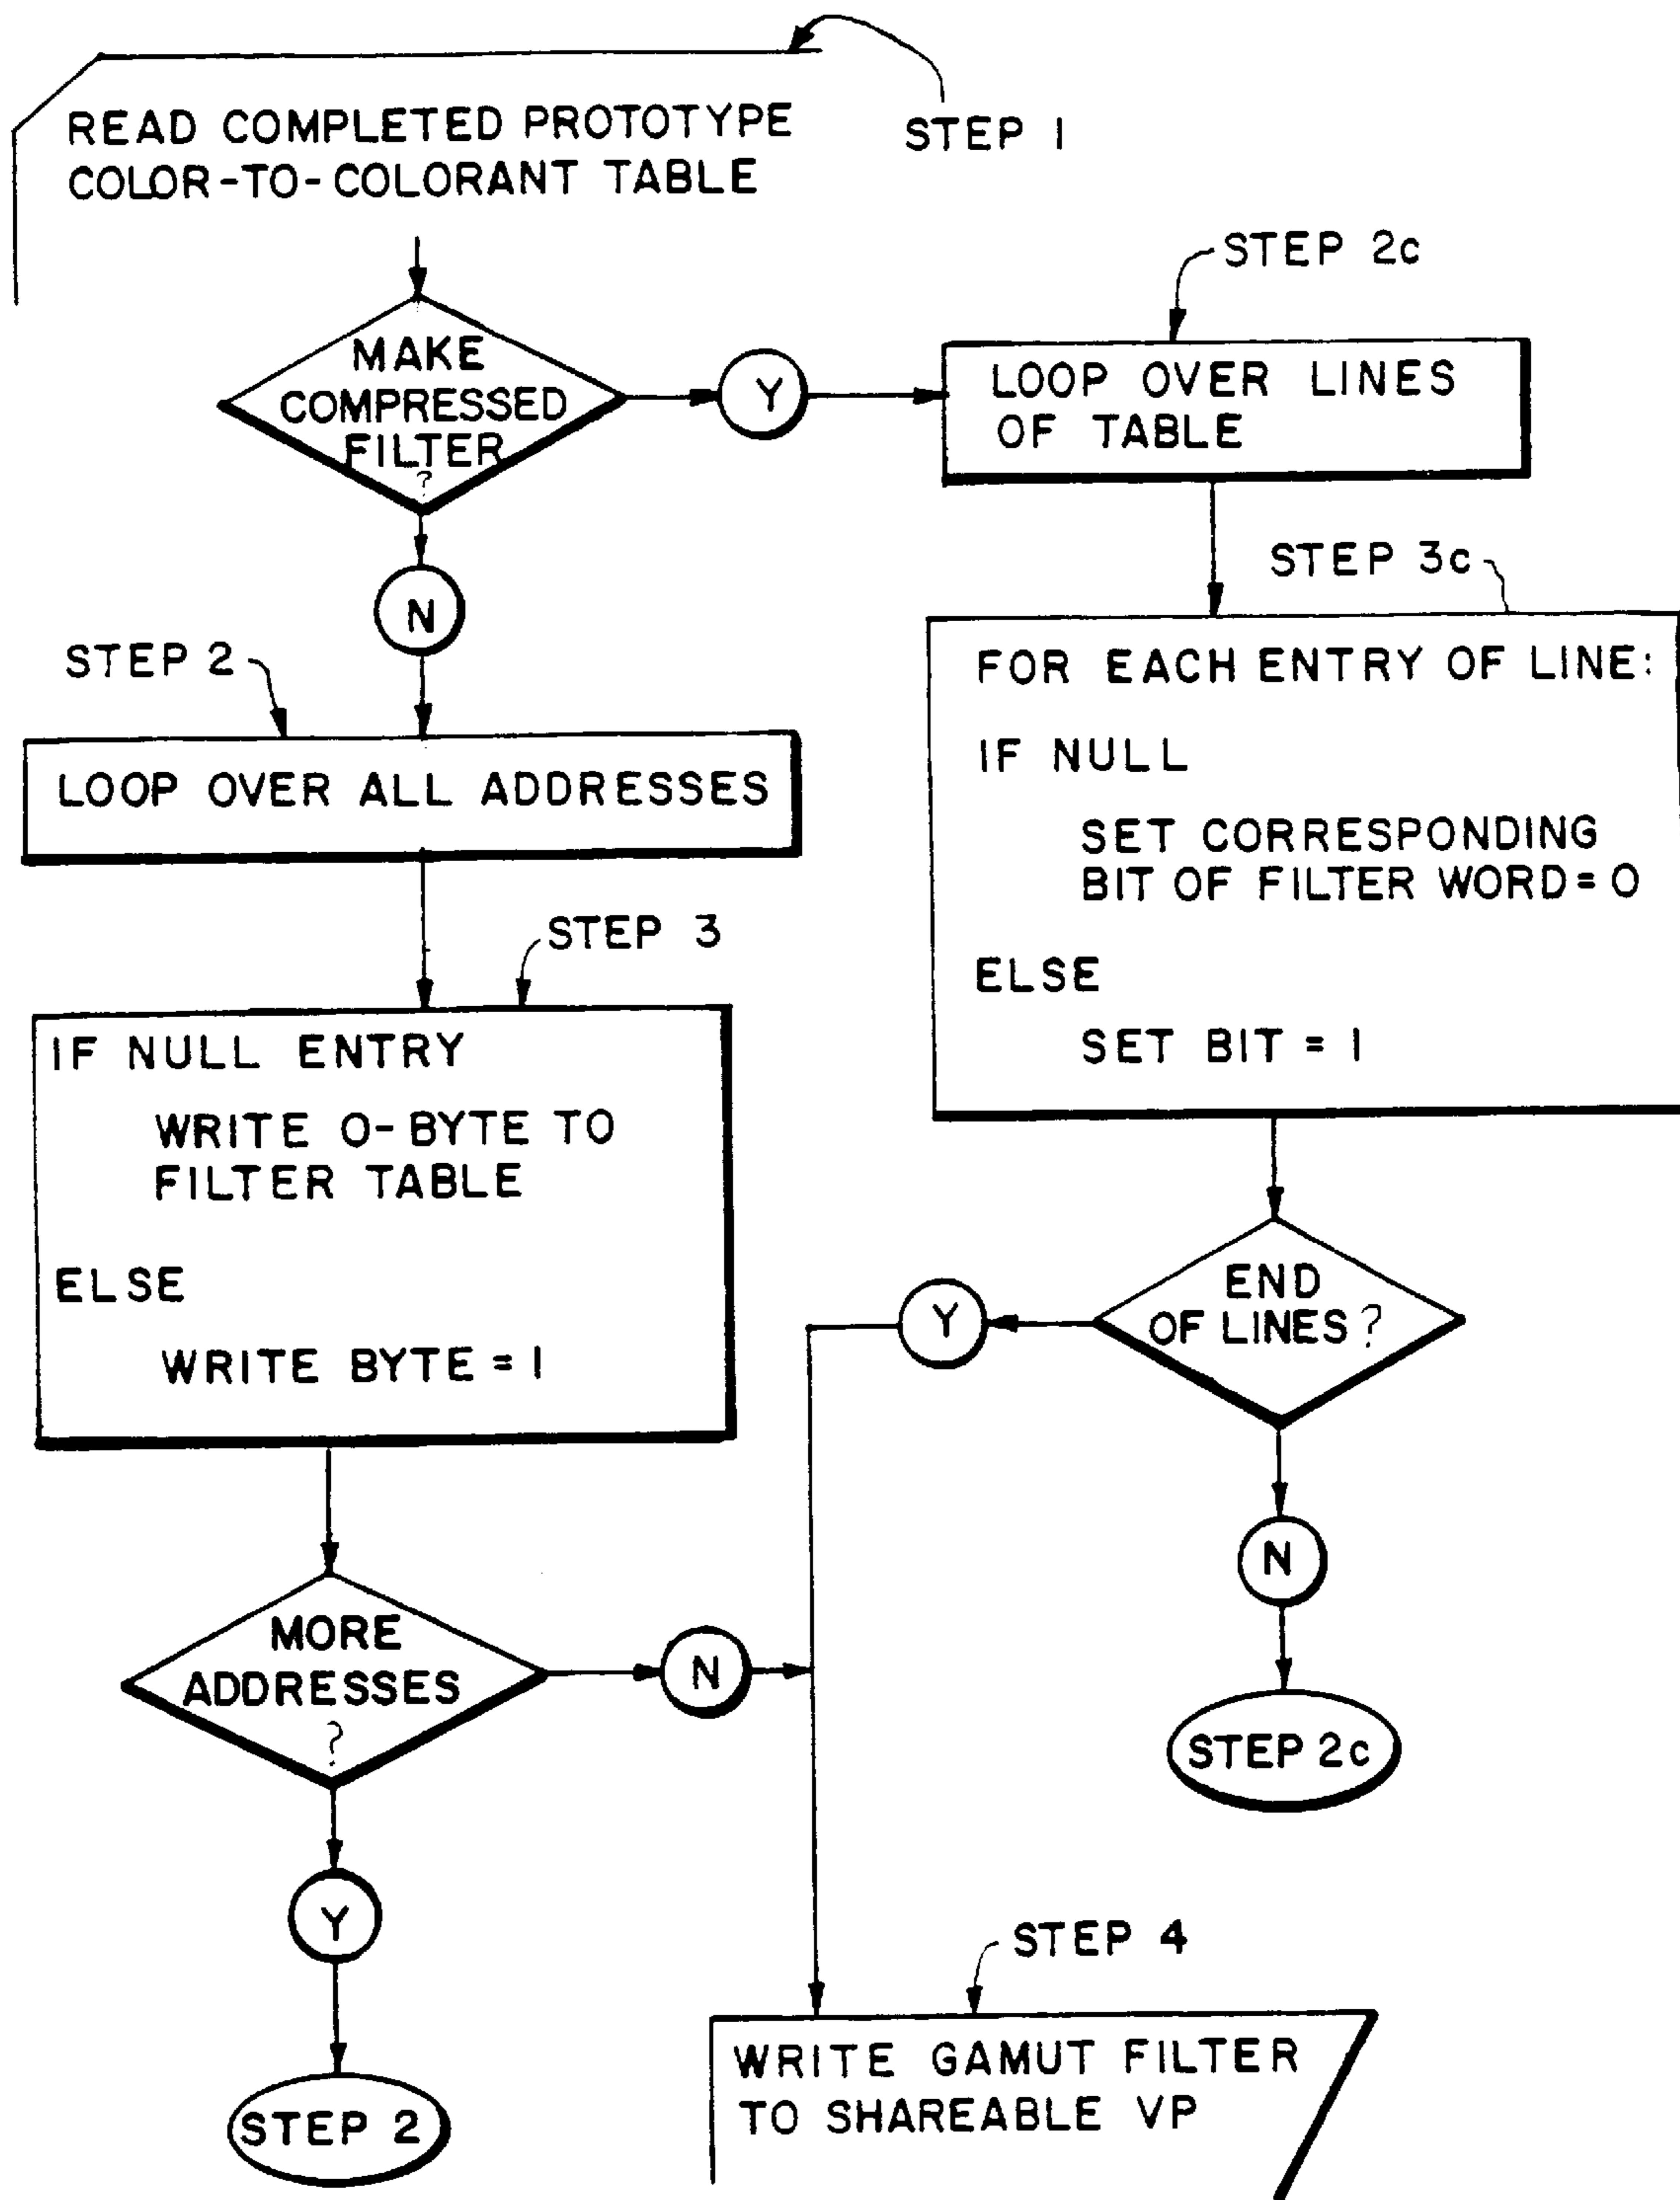 READ COMPLETED PROTOTYPE
COLOR-TO-COLORANT TABLE
STEP 1
MAKE
COMPRESSED
FILTER
?
Y
STEP 2c
LOOP OVER LINES
OF TABLE
N
STEP 2
LOOP OVER ALL ADDRESSES
STEP 3c
FOR EACH ENTRY OF LINE:
IF NULL
SET CORRESPONDING
BIT OF FILTER WORD=0
ELSE
SET BIT = 1
STEP 3
IF NULL ENTRY
WRITE 0-BYTE TO
FILTER TABLE
ELSE
WRITE BYTE = 1
END
OF LINES?
Y
N
STEP 2c
MORE
ADDRESSES
?
N
Y
STEP 2
STEP 4
WRITE GAMUT FILTER
TO SHAREABLE VP